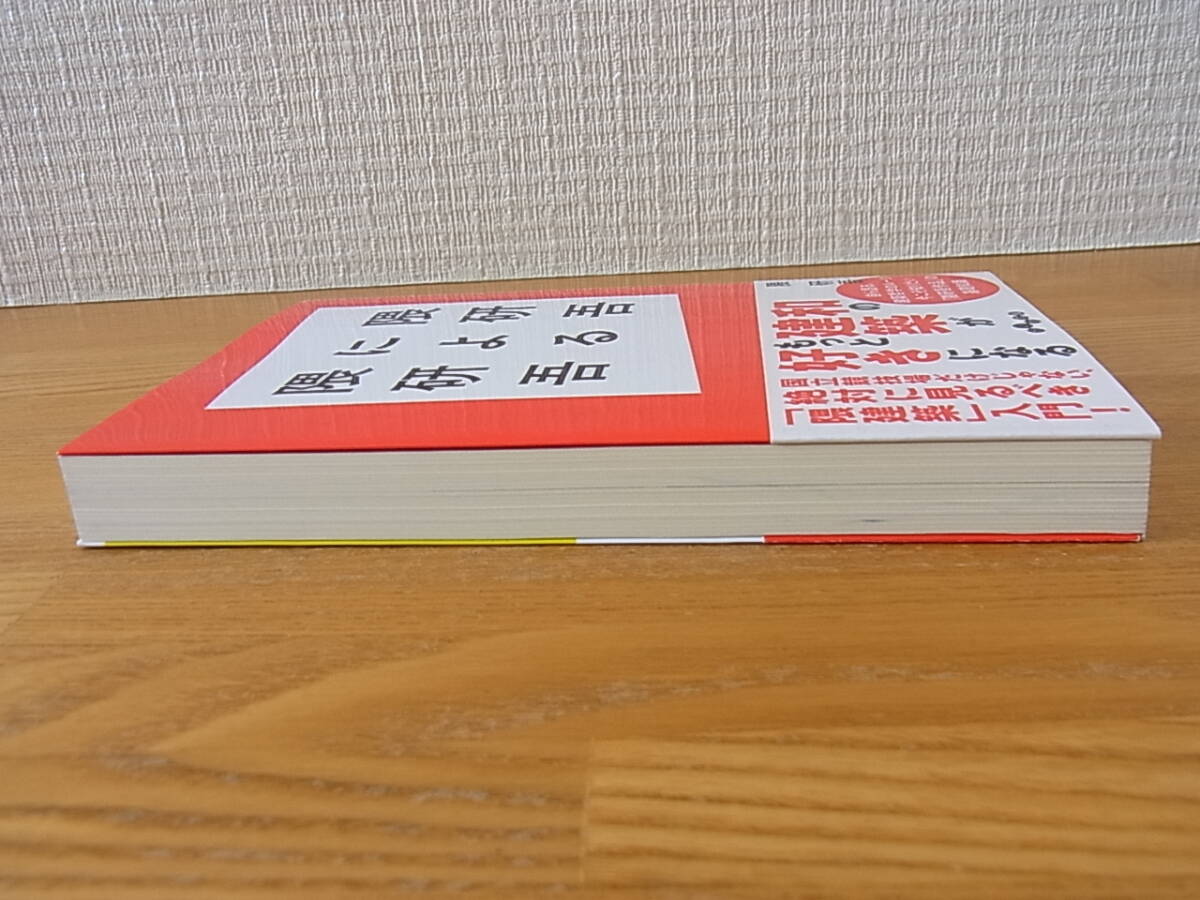 隈研吾
による
隈研吾
和の
建築が
もっと
好きになる
国立競技場だけじゃない、
絶対に見るべき
「隈建築」入門！